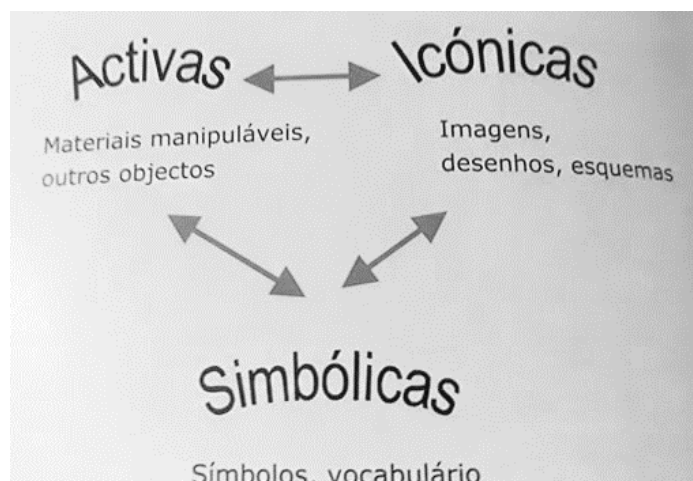 Activas
Icónicas
Materiais manipuláveis,
outros objectos
Imagens,
desenhos, esquemas
Simbólicas
Símbolos, vocabulário